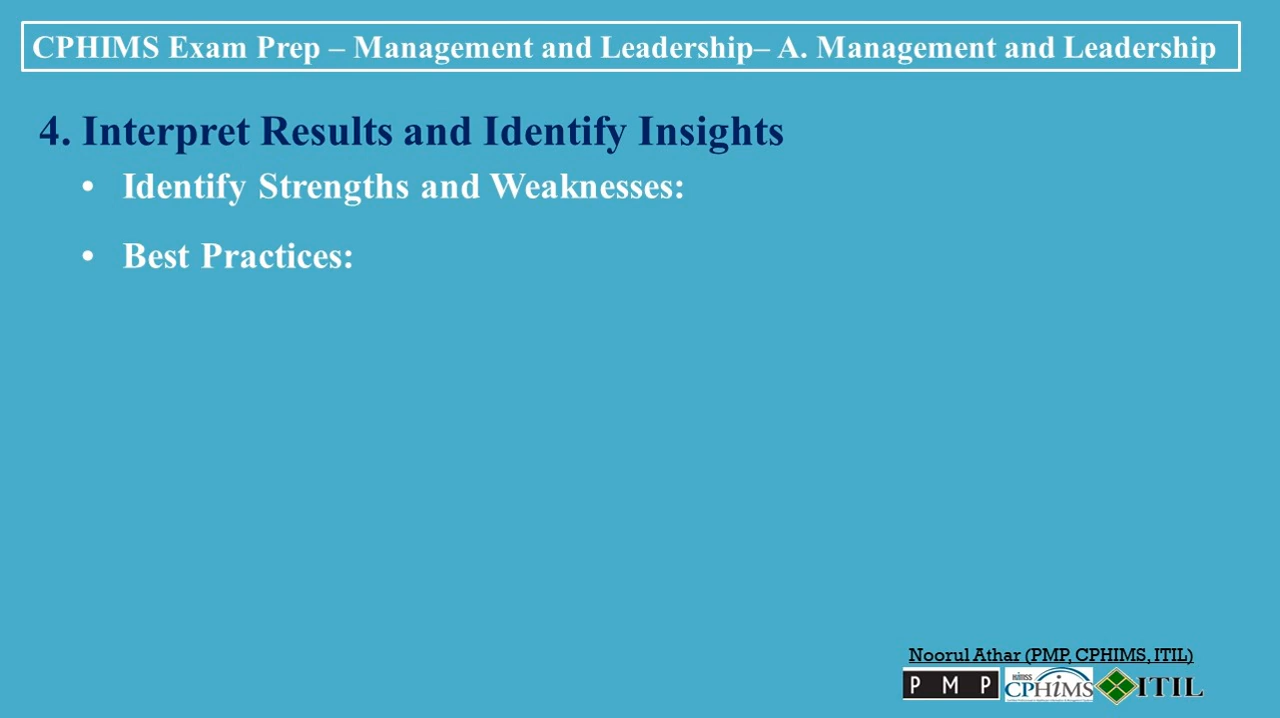 CPHIMS Exam Prep – Management and Leadership– A. Management and Leadership
4. Interpret Results and Identify Insights
• Identify Strengths and Weaknesses:
• Best Practices:
Noorul Athar (PMP, CPHIMS, ITIL)
PMP
HIMSS
CPHiMS
ITIL